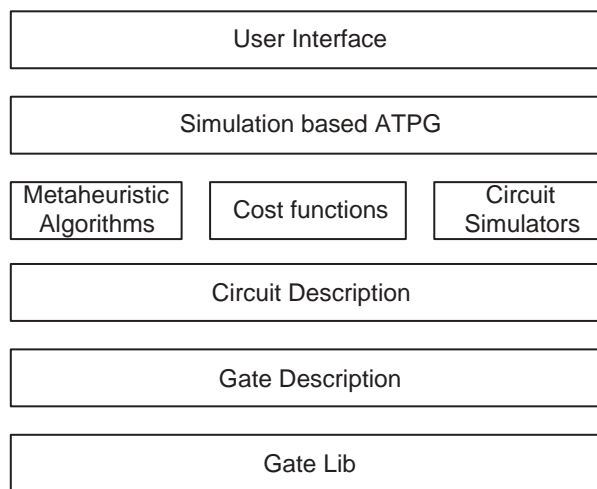 User Interface
Simulation based ATPG
Metaheuristic
Algorithms
Cost functions
Circuit
Simulators
Circuit Description
Gate Description
Gate Lib